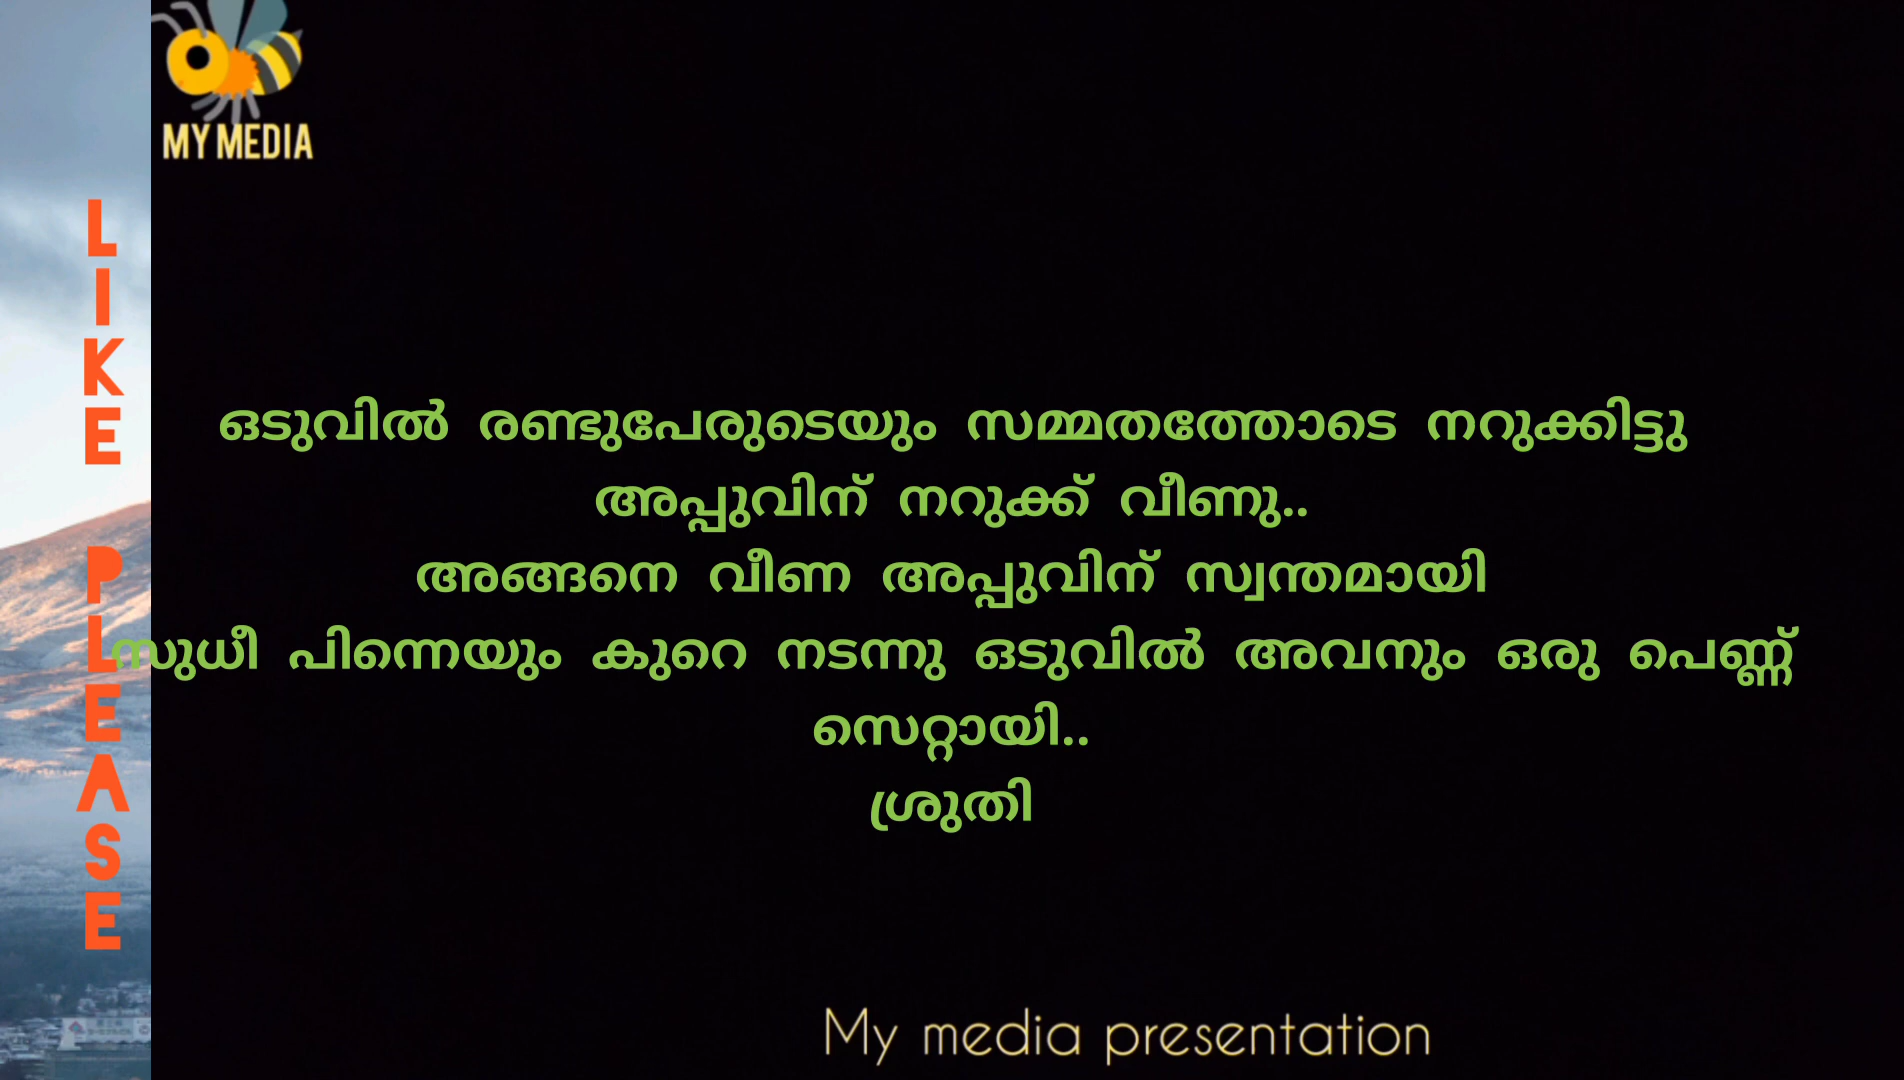 MY MEDIA
LIKE PLEASE
ഒടുവിൽ രണ്ടുപേരുടെയും സമ്മതത്തോടെ നറുക്കിട്ടു
അപ്പുവിന് നറുക്ക് വീണു..
അങ്ങനെ വീണ അപ്പുവിന് സ്വന്തമായി
സുധീ പിന്നെയും കുറെ നടന്നു ഒടുവിൽ അവനും ഒരു പെണ്ണ്
സെറ്റായി..
ശ്രുതി
My media presentation